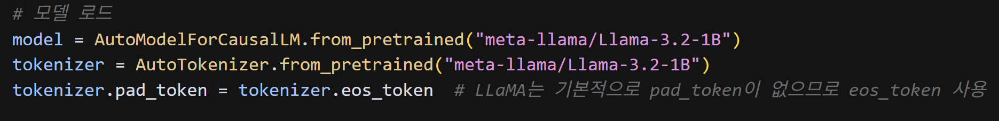 # 모델 로드
model = AutoModelForCausalLM.from_pretrained("meta-llama/Llama-3.2-1B")
tokenizer = AutoTokenizer.from_pretrained("meta-llama/Llama-3.2-1B")
tokenizer.pad_token = tokenizer.eos_token  # LLaMA는 기본적으로 pad_token이 없으므로 eos_token 사용